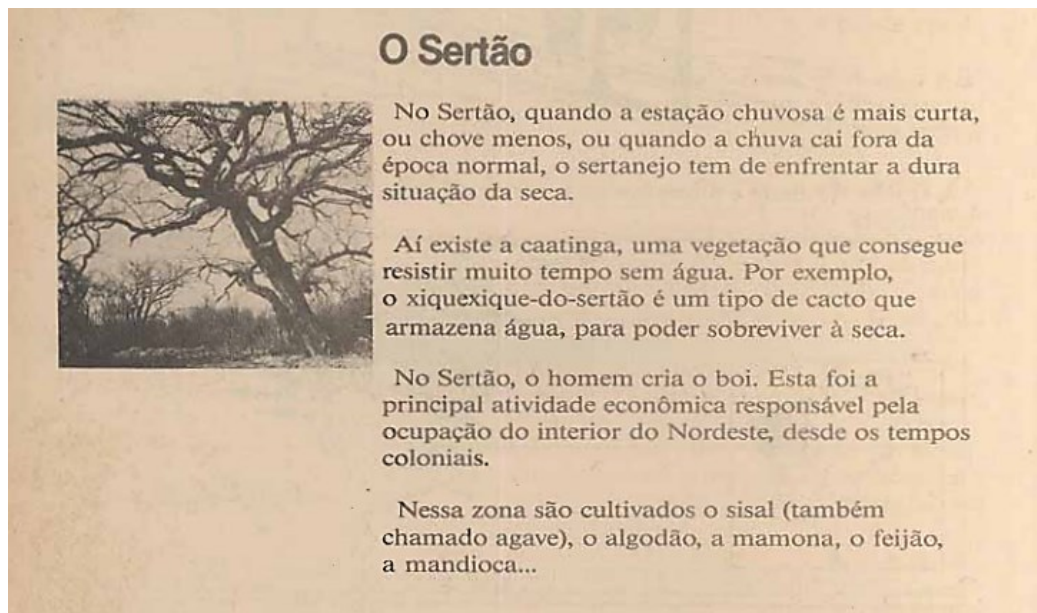 O Sertão
No Sertão, quando a estação chuvosa é mais curta,
ou chove menos, ou quando a chuva cai fora da
época normal, o sertanejo tem de enfrentar a dura
situação da seca.
Aí existe a caatinga, uma vegetação que consegue
resistir muito tempo sem água. Por exemplo,
o xiquexique-do-sertão é um tipo de cacto que
armazena água, para poder sobreviver à seca.
No Sertão, o homem cria o boi. Esta foi a
principal atividade econômica responsável pela
ocupação do interior do Nordeste, desde os tempos
coloniais.
Nessa zona são cultivados o sisal (também
chamado agave), o algodão, a mamona, o feijão,
a mandioca...